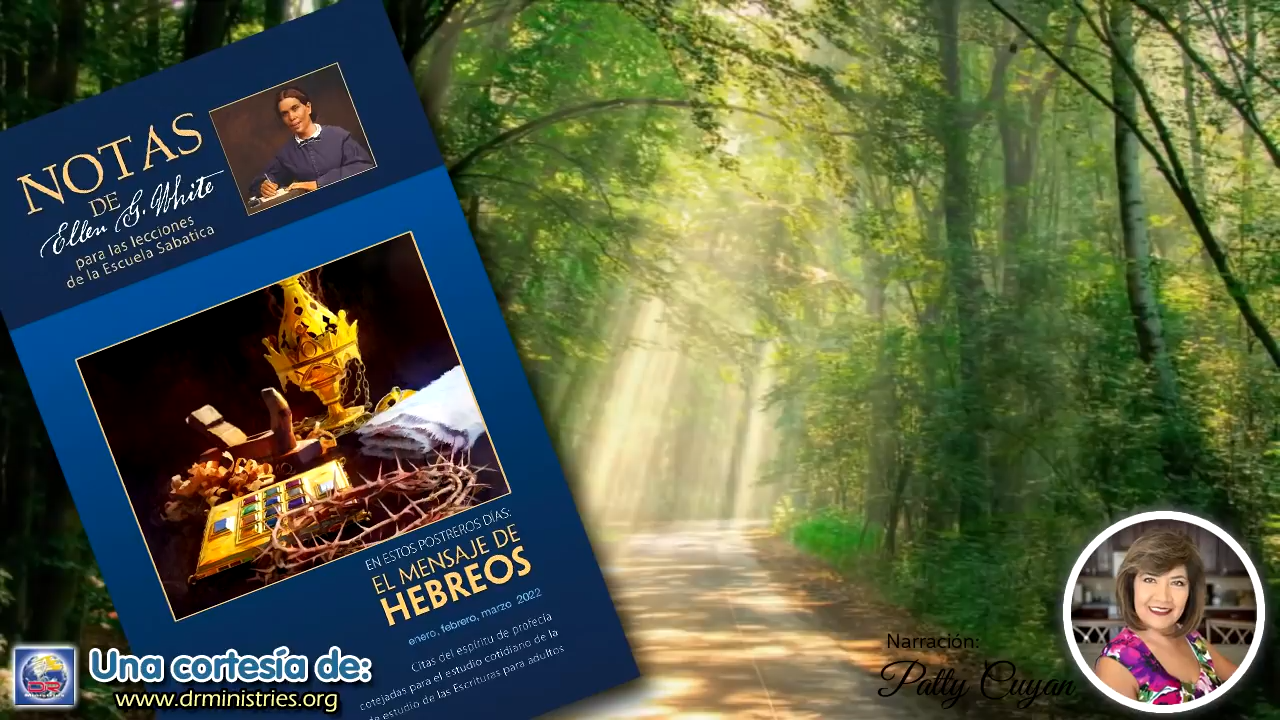 NOTAS
DE
Ellen G. White
para las lecciones
de la Escuela Sabatica
EN ESTOS POSTREROS DÍAS:
EL MENSAJE DE
HEBREOS
enero, febrero, marzo 2022
Citas del espíritu de profecía
cotejadas para el estudio cotidiano de la
de estudio de las Escrituras para adultos
DR
Ministries
Una cortesía de:
www.drministries.org
Narración:
Patty Cuyan